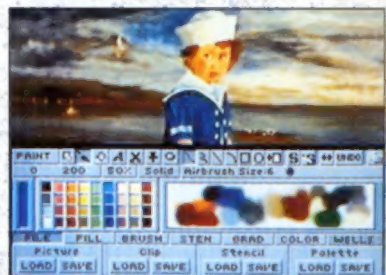 PAINT A X S S UNDO
0 200 50% Solid Airbrush Size:6
FILE FILL BRUSH STEN GRAD COLOR WELLS
Picture Clip Stencil Palette
LOAD SAVE LOAD SAVE LOAD SAVE LOAD SAVE